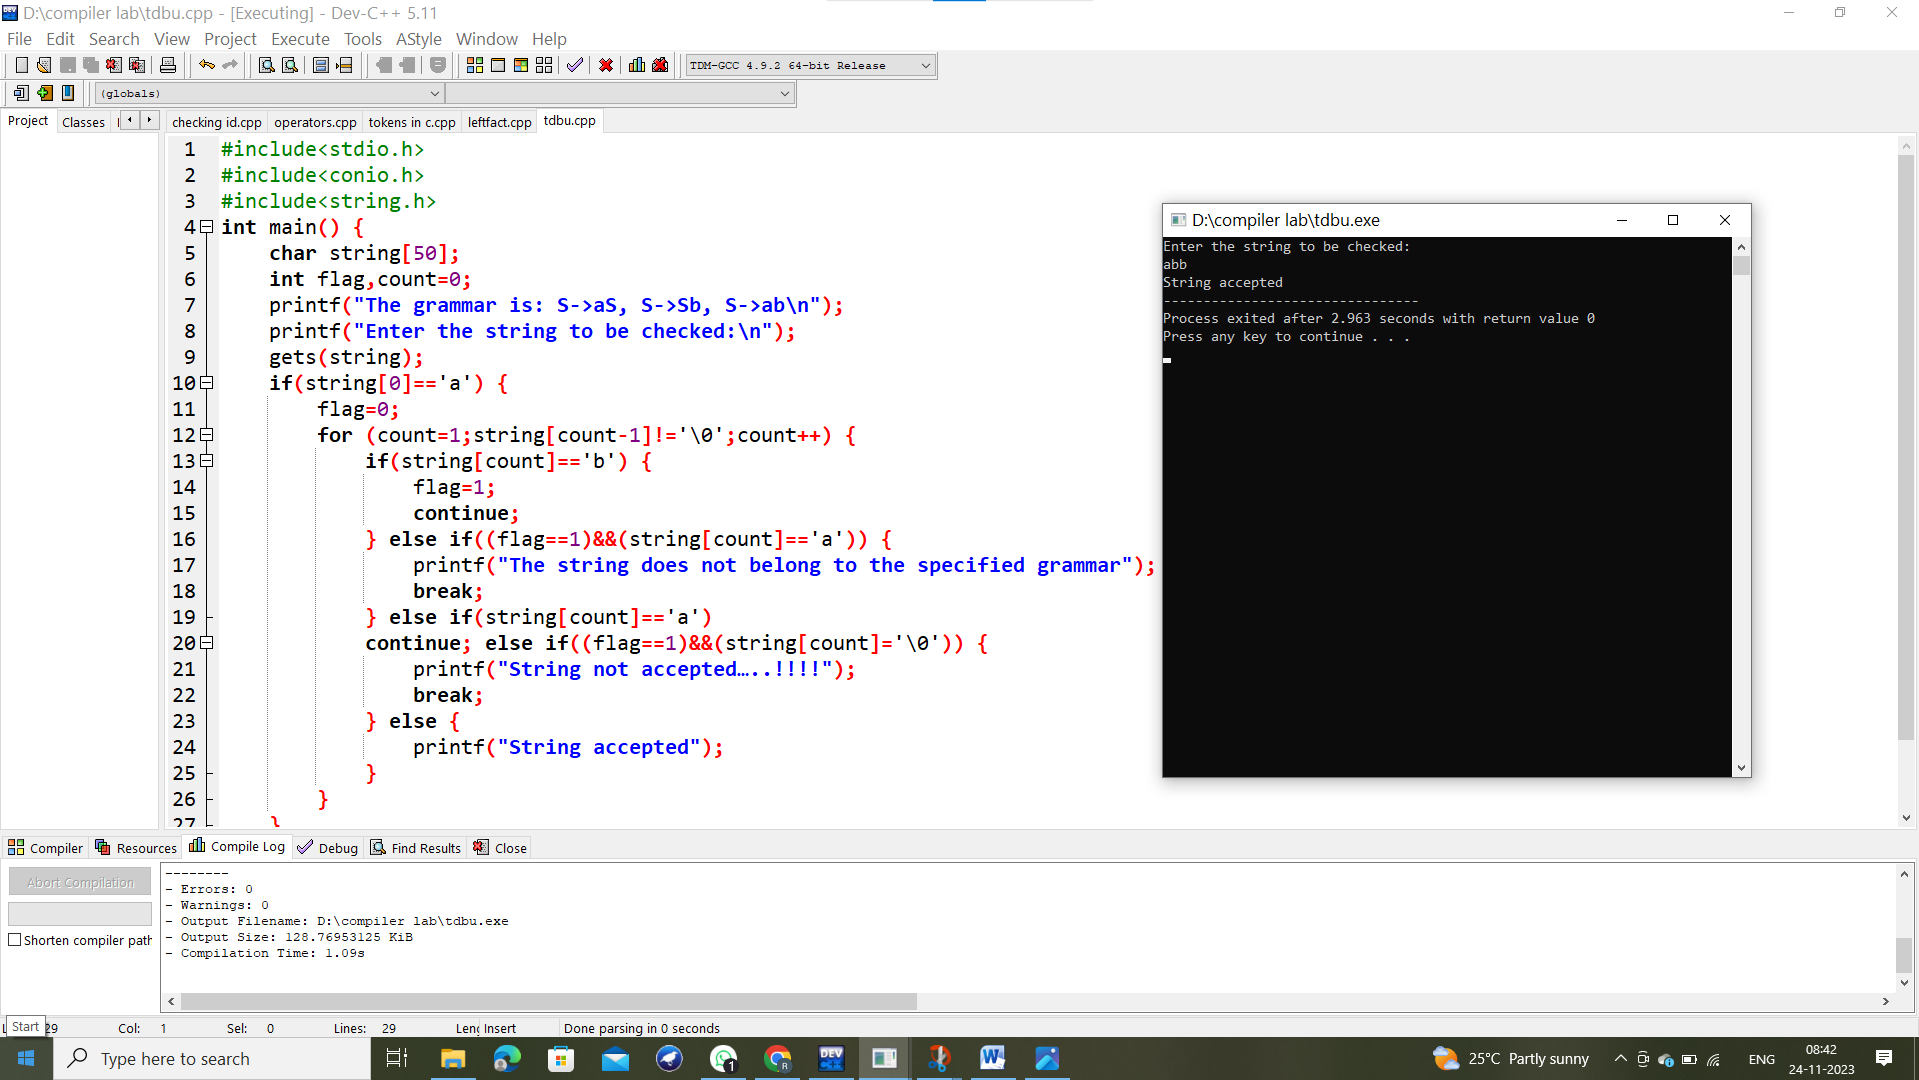 D:\compiler lab\tdbu.cpp - [Executing] - Dev-C++ 5.11
File Edit Search View Project Execute Tools AStyle Window Help
TDM-GCC 4.9.2 64-bit Release
(globals)
Project Classes
checking id.cpp operators.cpp tokens in c.cpp leftfact.cpp tdbu.cpp
1 #include<stdio.h>
2 #include<conio.h>
3 #include<string.h>
4 int main() {
5 char string[50];
6 int flag,count=0;
7 printf("The grammar is: S->aS, S->Sb, S->ab\n");
8 printf("Enter the string to be checked:\n");
9 gets(string);
10 if(string[0]=='a') {
11 flag=0;
12 for (count=1;string[count-1]!='\0';count++) {
13 if(string[count]=='b') {
14 flag=1;
15 continue;
16 } else if((flag==1)&&(string[count]=='a')) {
17 printf("The string does not belong to the specified grammar");
18 break;
19 } else if(string[count]=='a')
20 continue; else if((flag==1)&&(string[count]='\0')) {
21 printf("String not accepted…..!!!!");
22 break;
23 } else {
24 printf("String accepted");
25 }
26 }
27 }
D:\compiler lab\tdbu.exe
Enter the string to be checked:
abb
String accepted
--------------------------------
Process exited after 2.963 seconds with return value 0
Press any key to continue . . .
Compiler Resources Compile Log Debug Find Results Close
Abort Compilation
Shorten compiler path
--------
- Errors: 0
- Warnings: 0
- Output Filename: D:\compiler lab\tdbu.exe
- Output Size: 128.76953125 KiB
- Compilation Time: 1.09s
Start
29 Col: 1 Sel: 0 Lines: 29 Insert Done parsing in 0 seconds
Type here to search
DEV
1
R
25°C Partly sunny
ENG
08:42
24-11-2023